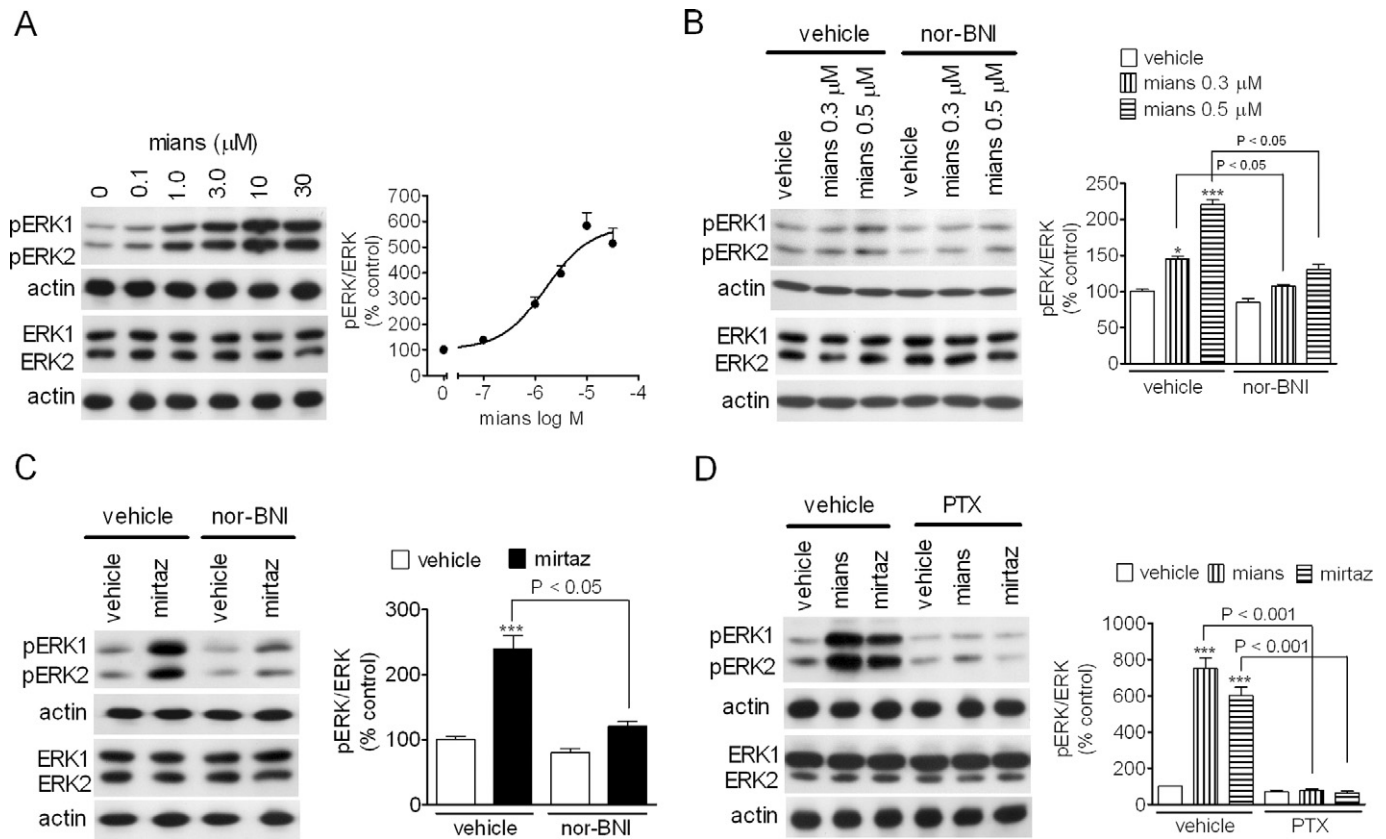 A
mians (µM)
0 0.1 1.0 3.0 10 30
pERK1
pERK2
actin
ERK1
ERK2
actin
pERK/ERK
(% control)
700
600
500
400
300
200
100
0
0 -7 -6 -5 -4
mians log M
B
vehicle nor-BNI
vehicle mians 0.3 µM mians 0.5 µM vehicle mians 0.3 µM mians 0.5 µM
pERK1
pERK2
actin
ERK1
ERK2
actin
vehicle
mians 0.3 µM
mians 0.5 µM
P < 0.05
P < 0.05
pERK/ERK
(% control)
250
200
150
100
50
0
*
***
vehicle nor-BNI
C
vehicle nor-BNI
vehicle mirtaz vehicle mirtaz
pERK1
pERK2
actin
ERK1
ERK2
actin
vehicle mirtaz
P < 0.05
pERK/ERK
(% control)
300
200
100
0
***
vehicle nor-BNI
D
vehicle PTX
vehicle mians mirtaz vehicle mians mirtaz
pERK1
pERK2
actin
ERK1
ERK2
actin
vehicle mians mirtaz
P < 0.001
P < 0.001
pERK/ERK
(% control)
1000
800
600
400
200
0
***
***
vehicle PTX